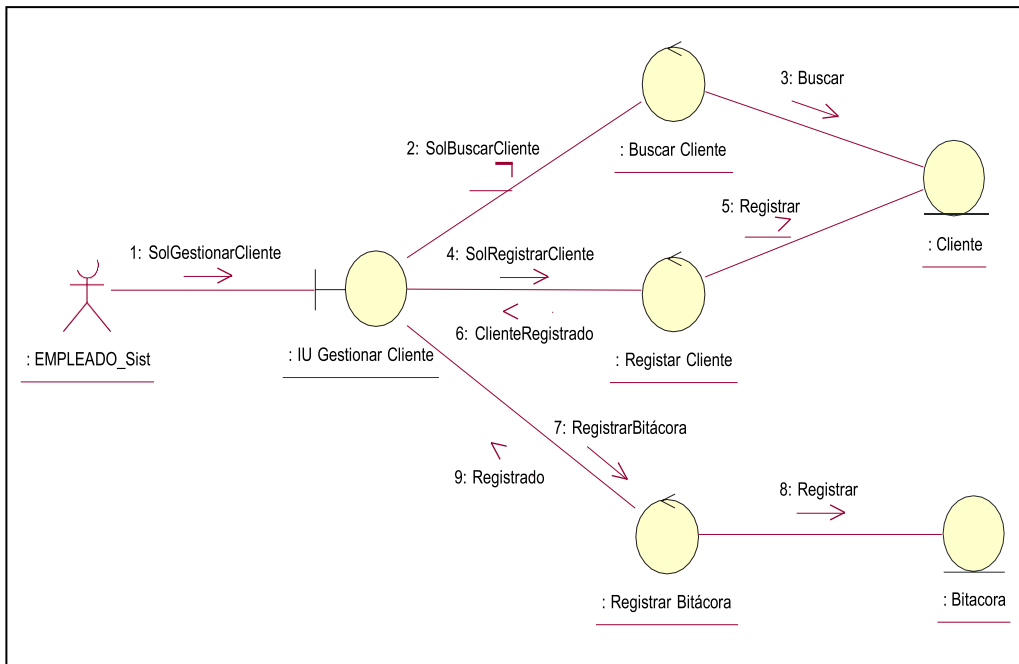 3: Buscar
2: SolBuscarCliente
: Buscar Cliente
5: Registrar
1: SolGestionarCliente
4: SolRegistrarCliente
: Cliente
6: ClienteRegistrado
: EMPLEADO_Sist
: IU Gestionar Cliente
: Registar Cliente
7: RegistrarBitácora
9: Registrado
8: Registrar
: Registrar Bitácora
: Bitacora